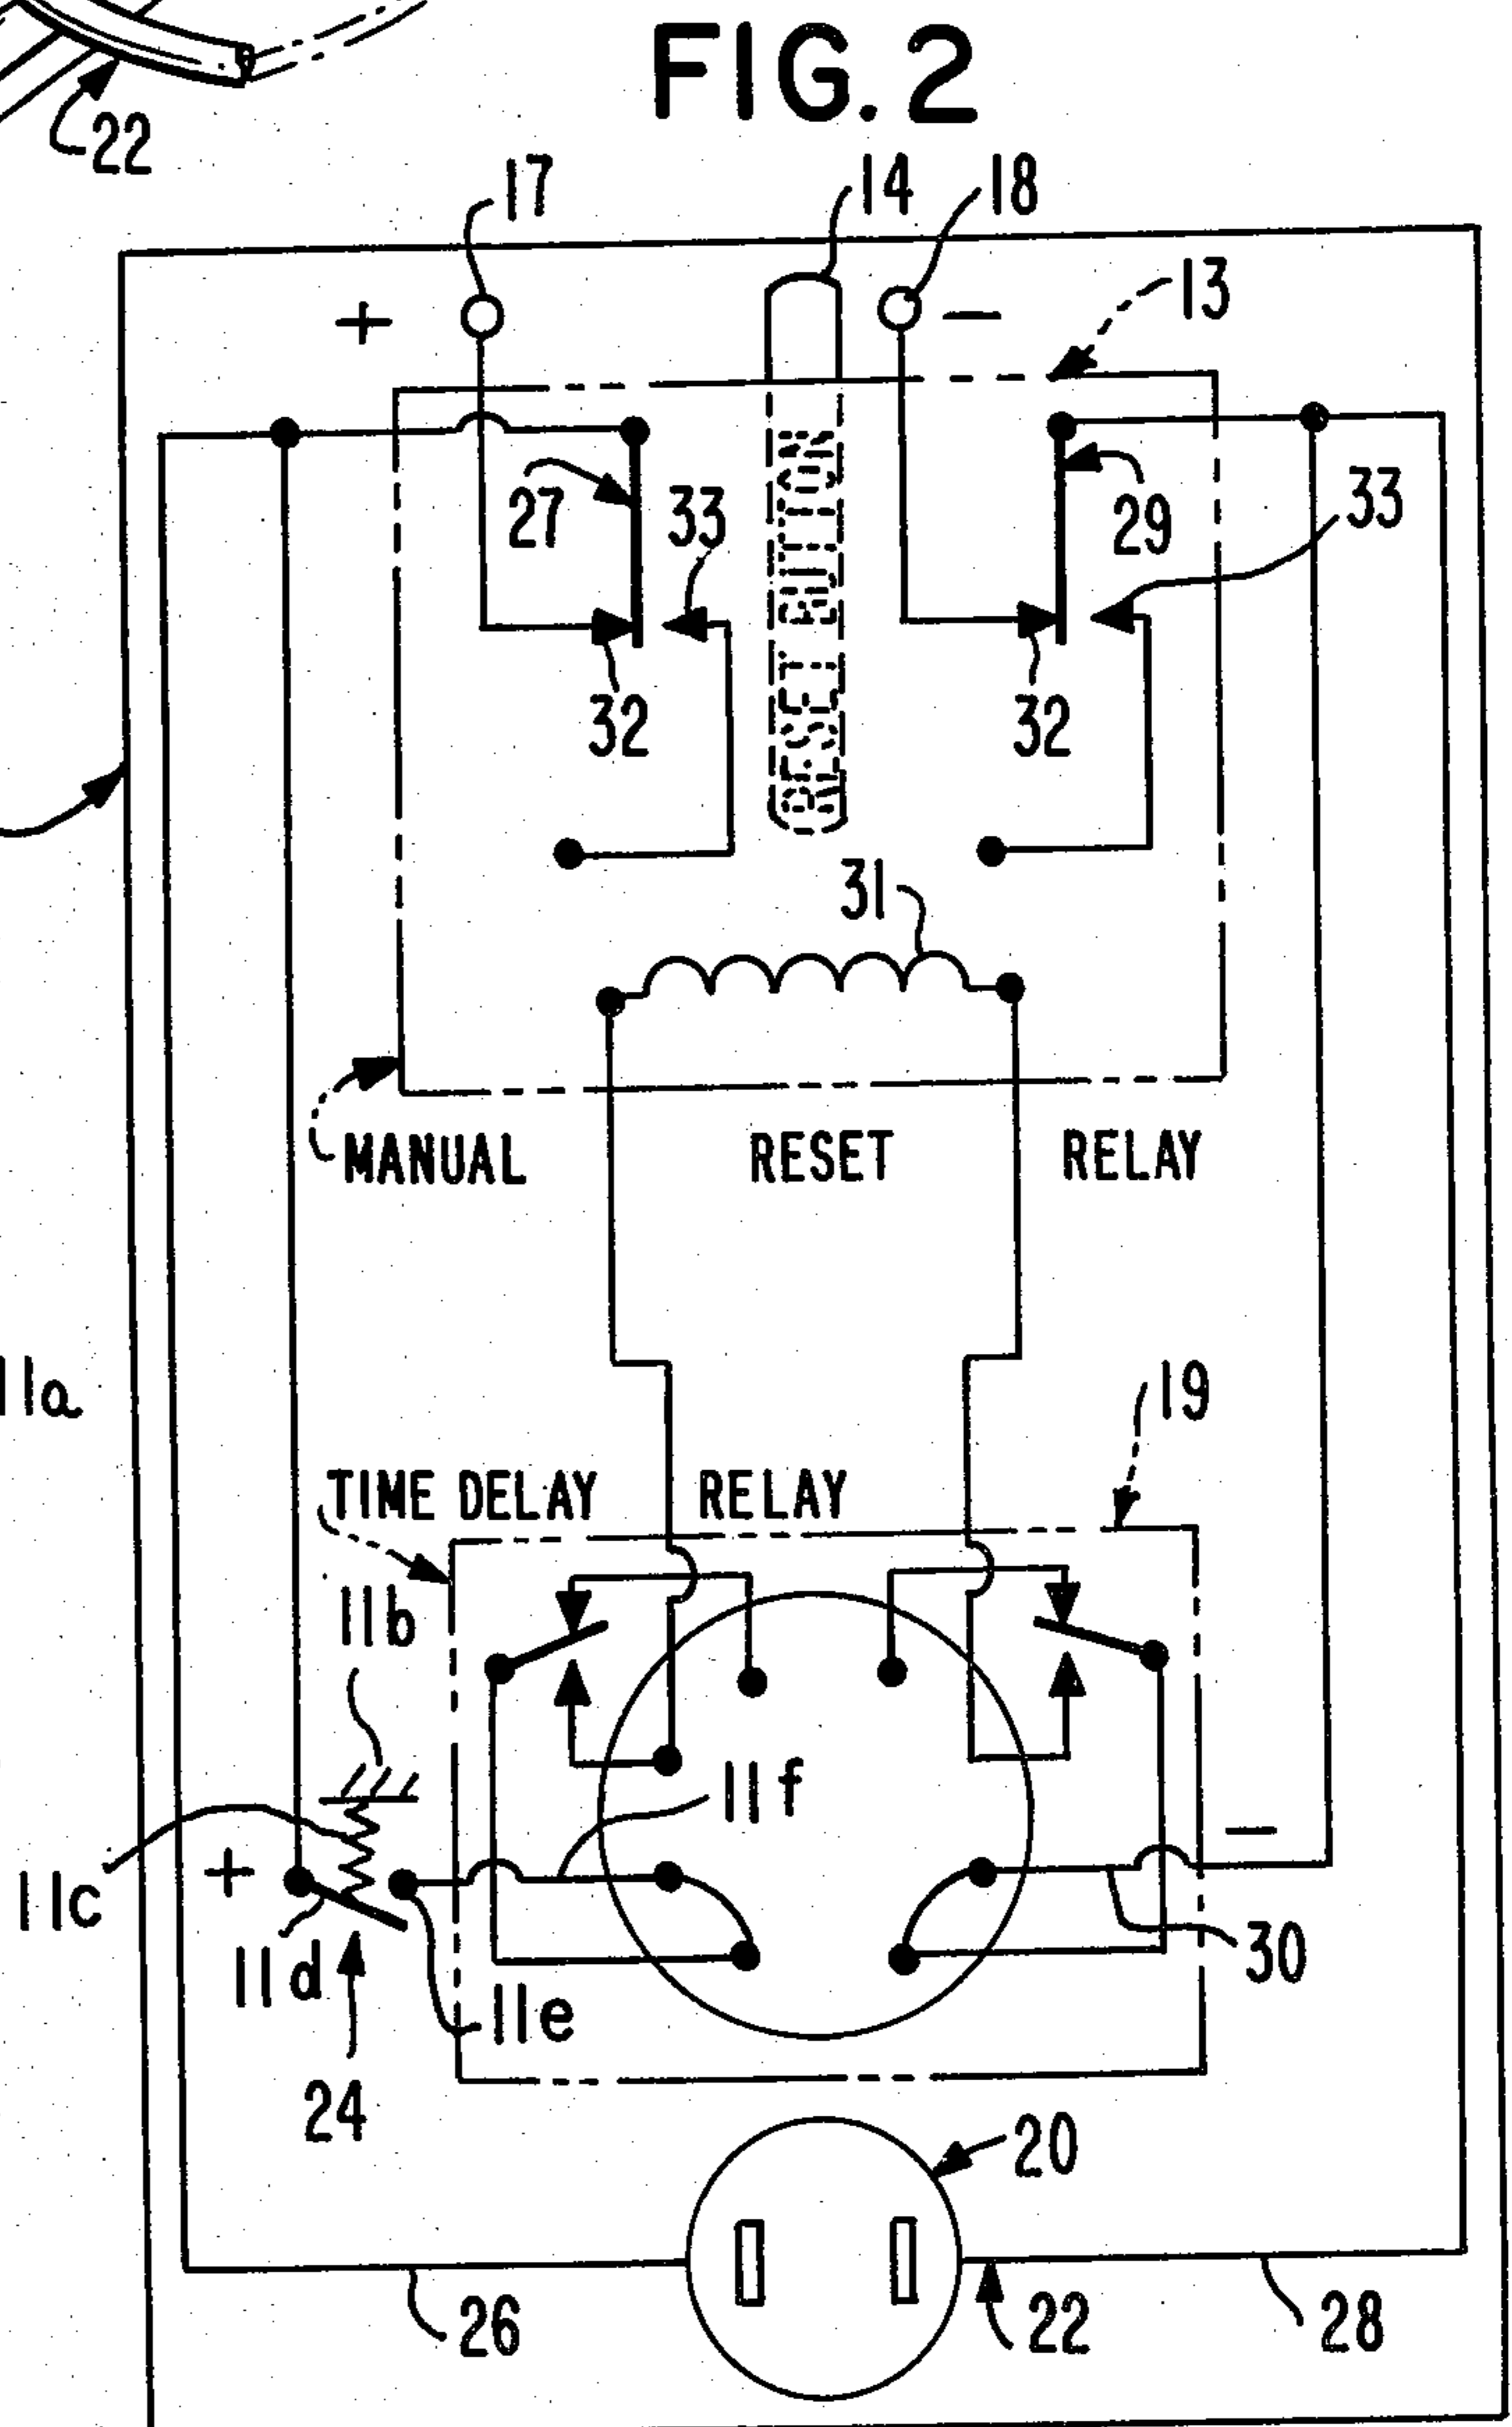 FIG. 2
22
17
14
18
+
−
13
27
33
29
33
RESET BUTTON
32
32
31
MANUAL RESET RELAY
11a
19
TIME DELAY RELAY
11b
11f
+
−
11c
11d
11e
30
24
20
26
22
28